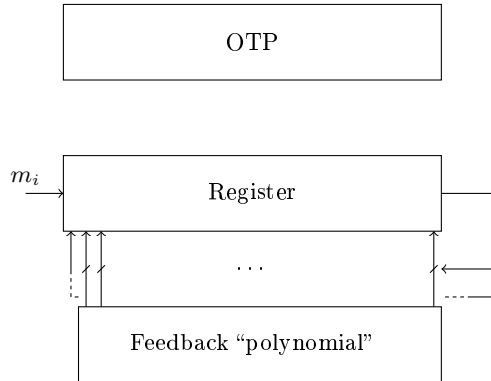 OTP
m_i
Register
...
Feedback “polynomial”